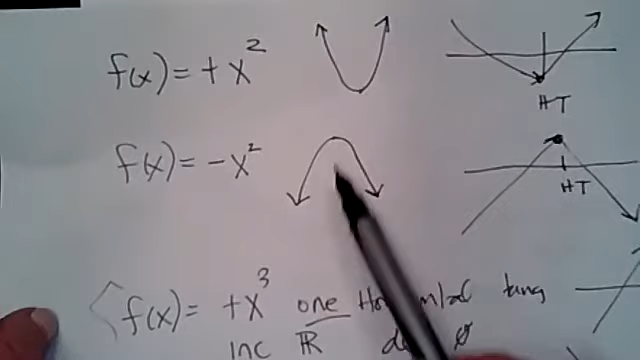 f(x) = + x²
HT
f(x) = - x²
HT
f(x) = + x³ one Horizontal tang
inc ℝ ∅